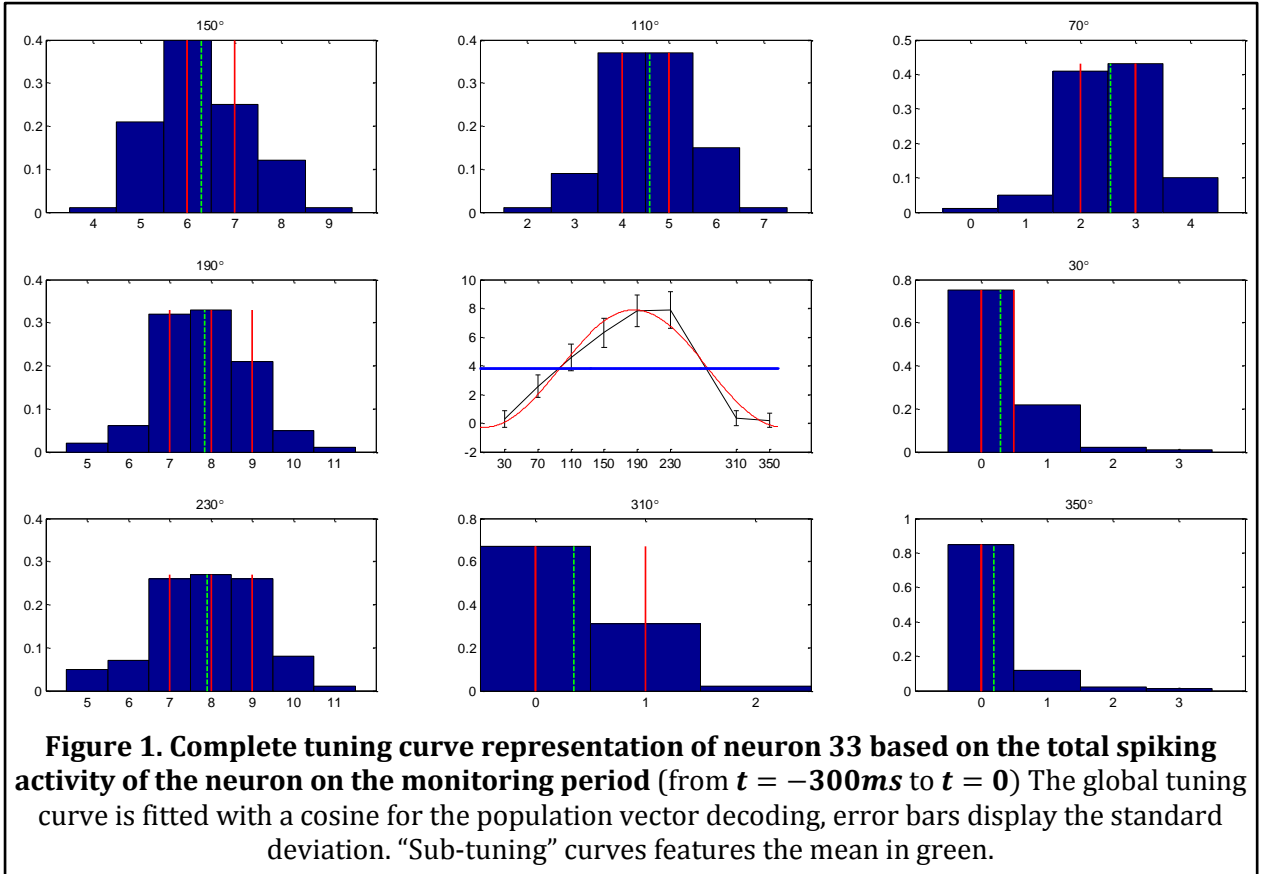 150°
110°
70°
4 5 6 7 8 9
0 0.1 0.2 0.3 0.4
2 3 4 5 6 7
0 0.1 0.2 0.3 0.4
0 1 2 3 4
0 0.1 0.2 0.3 0.4 0.5
190°
30°
5 6 7 8 9 10 11
0 0.1 0.2 0.3 0.4
30 70 110 150 190 230 310 350
-2 0 2 4 6 8 10
0 1 2 3
0 0.2 0.4 0.6 0.8
230°
310°
350°
5 6 7 8 9 10 11
0 0.1 0.2 0.3 0.4
0 1 2
0 0.2 0.4 0.6 0.8
0 1 2 3
0 0.2 0.4 0.6 0.8 1
Figure 1. Complete tuning curve representation of neuron 33 based on the total spiking
activity of the neuron on the monitoring period (from t = −300ms to t = 0) The global tuning
curve is fitted with a cosine for the population vector decoding, error bars display the standard
deviation. “Sub-tuning” curves features the mean in green.